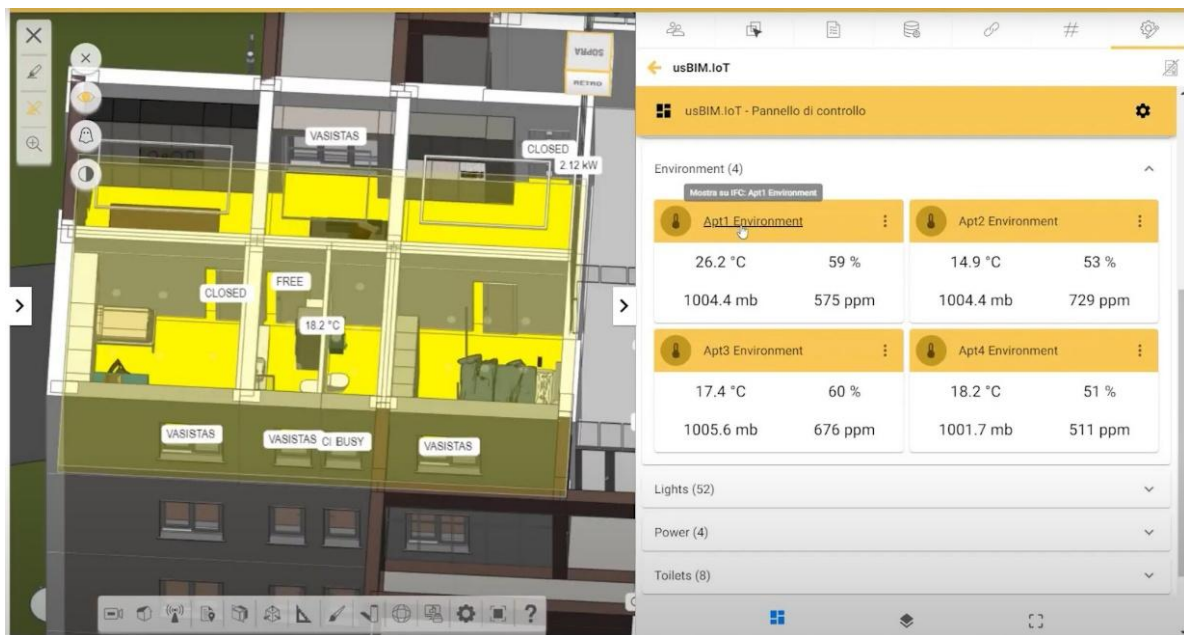 SOPRA
RETRO
VASISTAS
CLOSED
2.12 kW
FREE
CLOSED
18.2 °C
VASISTAS
VASISTAS
CI
BUSY
VASISTAS
?
#
usBIM.IoT
usBIM.IoT - Pannello di controllo
Environment (4)
Mostra su IFC: Apt1 Environment
Apt1 Environment
26.2 °C 59 %
1004.4 mb 575 ppm
Apt2 Environment
14.9 °C 53 %
1004.4 mb 729 ppm
Apt3 Environment
17.4 °C 60 %
1005.6 mb 676 ppm
Apt4 Environment
18.2 °C 51 %
1001.7 mb 511 ppm
Lights (52)
Power (4)
Toilets (8)